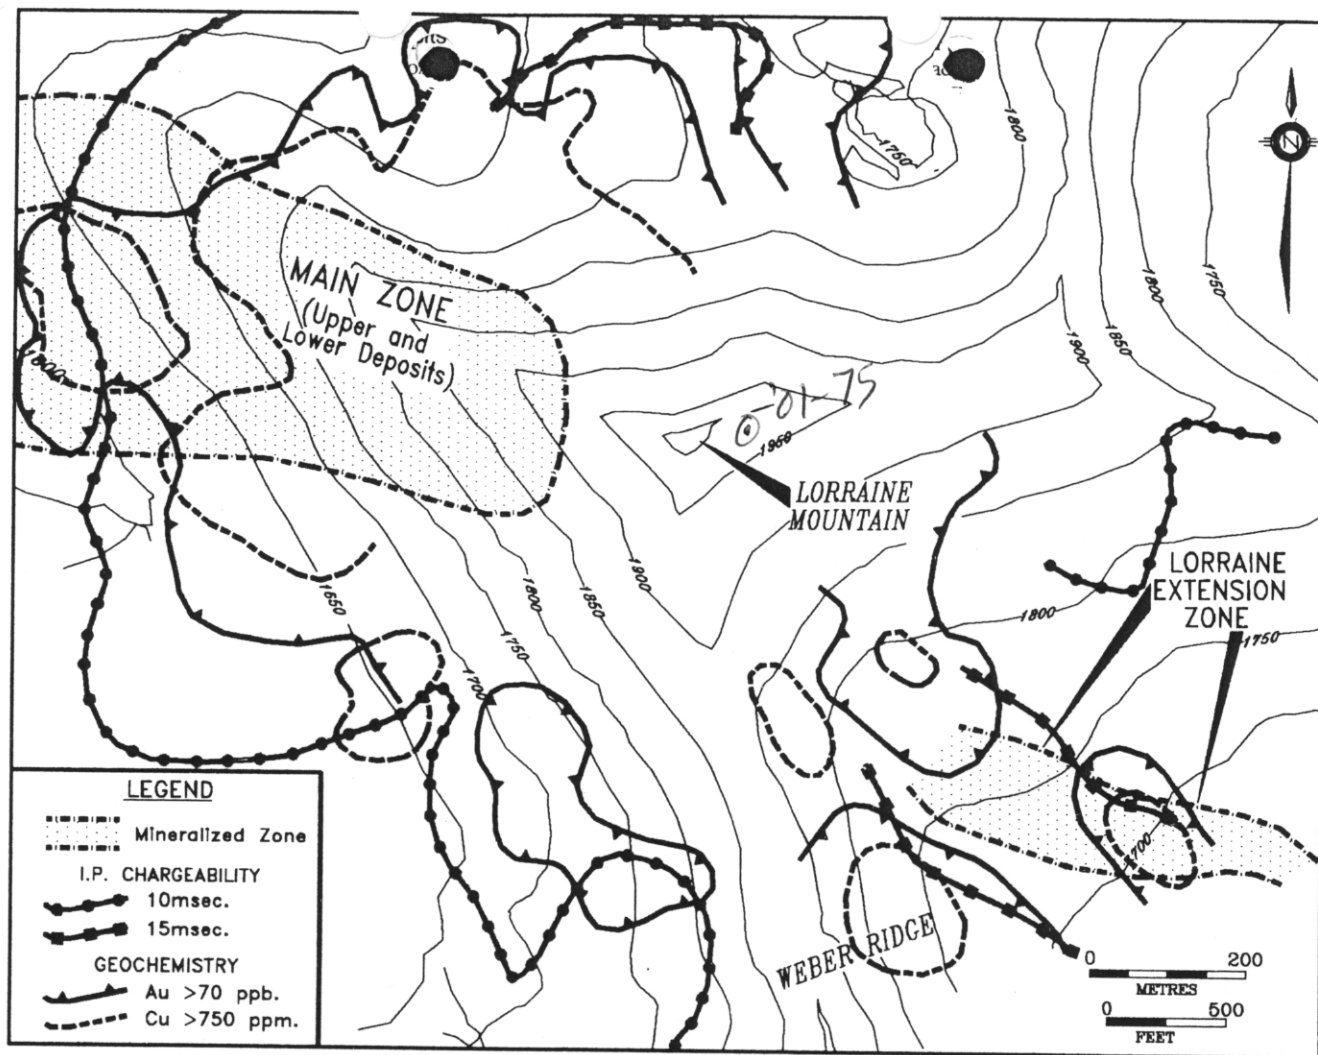 1800
1750
1750
1800
1850
1900
MAIN ZONE
(Upper and
Lower Deposits)
1800
'01-75
1950
LORRAINE
MOUNTAIN
LORRAINE
EXTENSION
ZONE
1650
1800
1850
1900
1750
1700
1800
1750
1700
WEBER RIDGE
N
LEGEND
Mineralized Zone
I.P. CHARGEABILITY
10msec.
15msec.
GEOCHEMISTRY
Au >70 ppb.
Cu >750 ppm.
0 200
METRES
0 500
FEET